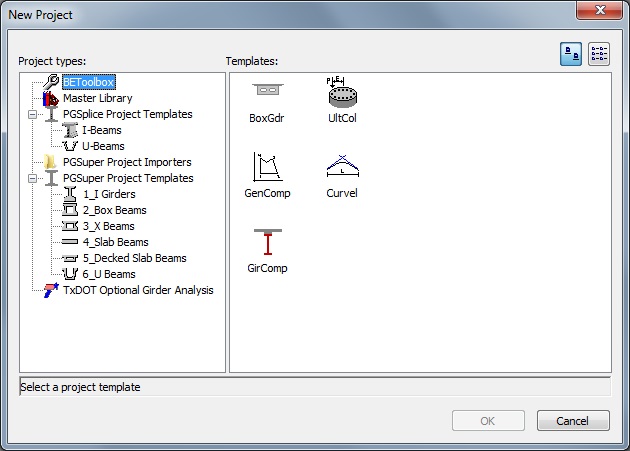 New Project
Project types:
Templates:
BEToolbox
Master Library
PGSplice Project Templates
I-Beams
U-Beams
PGSuper Project Importers
PGSuper Project Templates
1_I Girders
2_Box Beams
3_X Beams
4_Slab Beams
5_Decked Slab Beams
6_U Beams
TxDOT Optional Girder Analysis
BoxGdr
P E
UltCol
GenComp
L
Curvel
GirComp
Select a project template
OK
Cancel